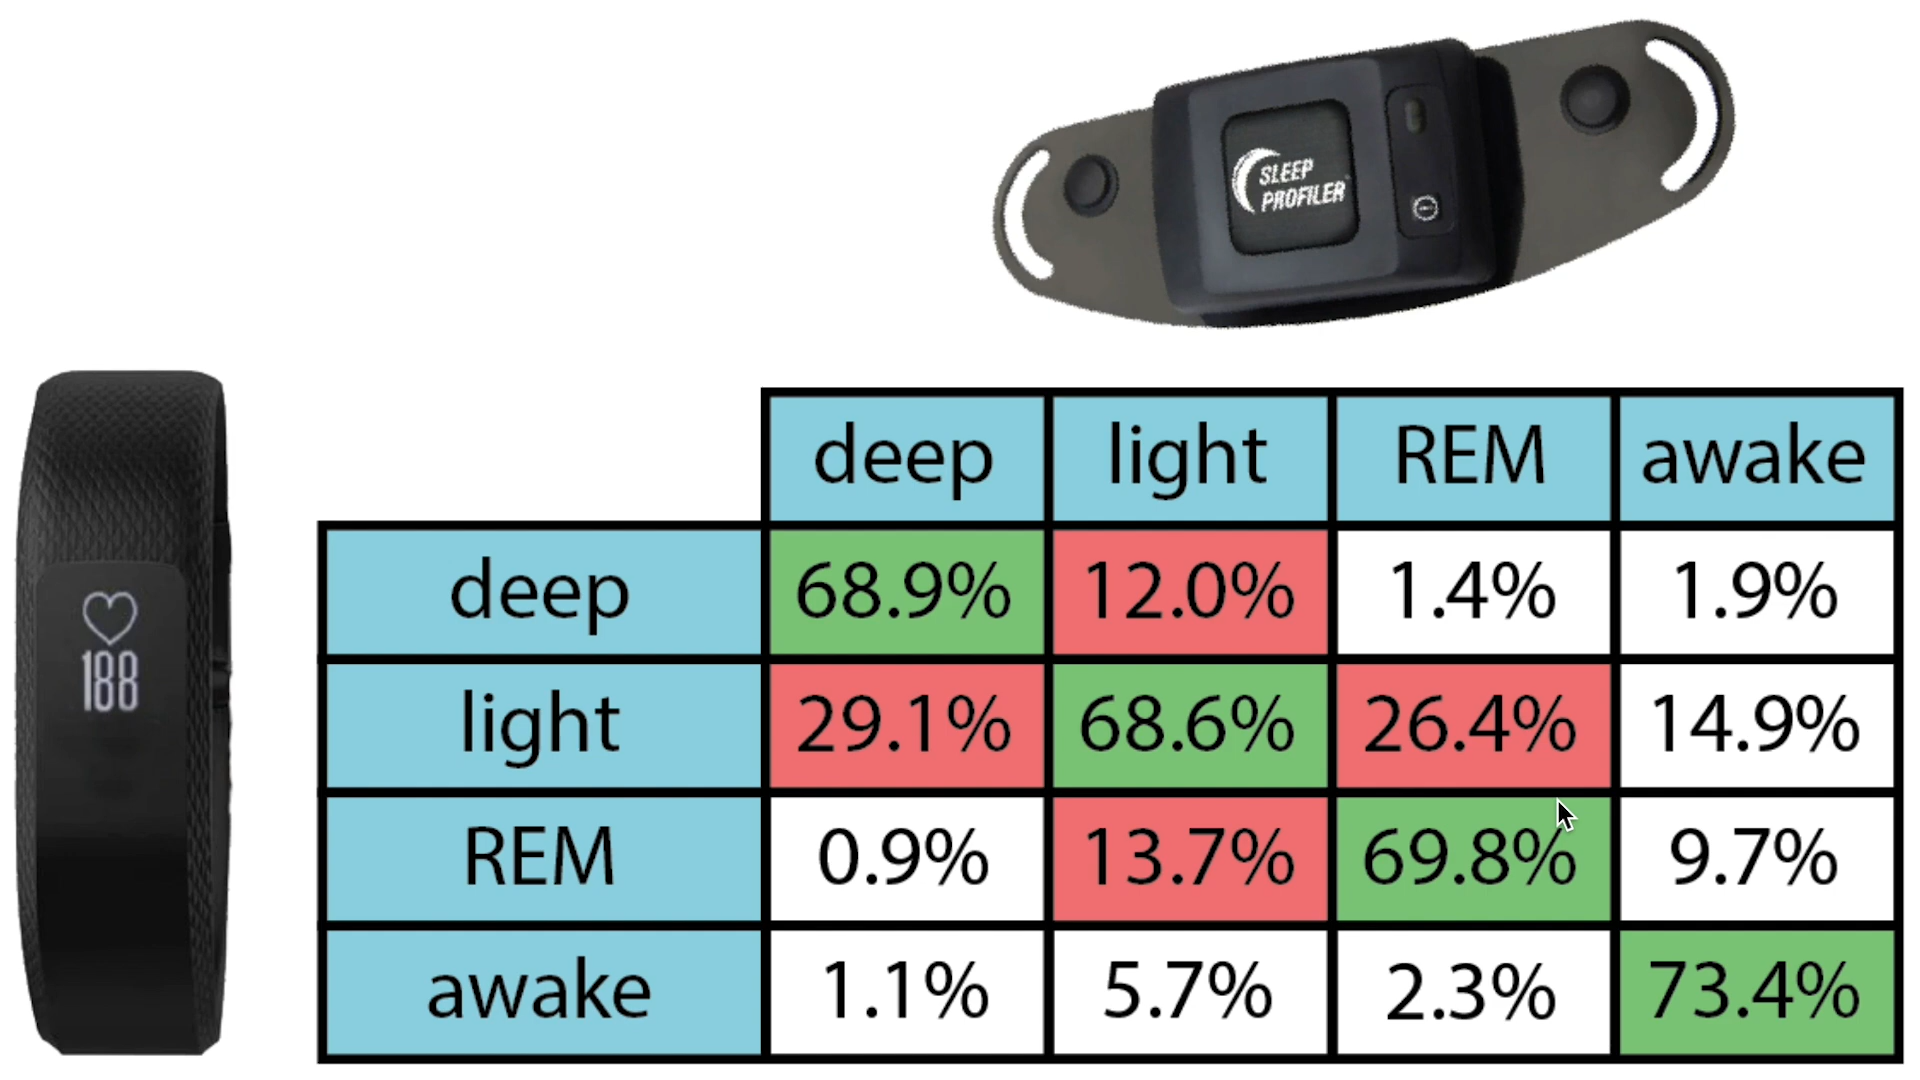 SLEEP
PROFILER
188
deep light REM awake
deep 68.9% 12.0% 1.4% 1.9%
light 29.1% 68.6% 26.4% 14.9%
REM 0.9% 13.7% 69.8% 9.7%
awake 1.1% 5.7% 2.3% 73.4%